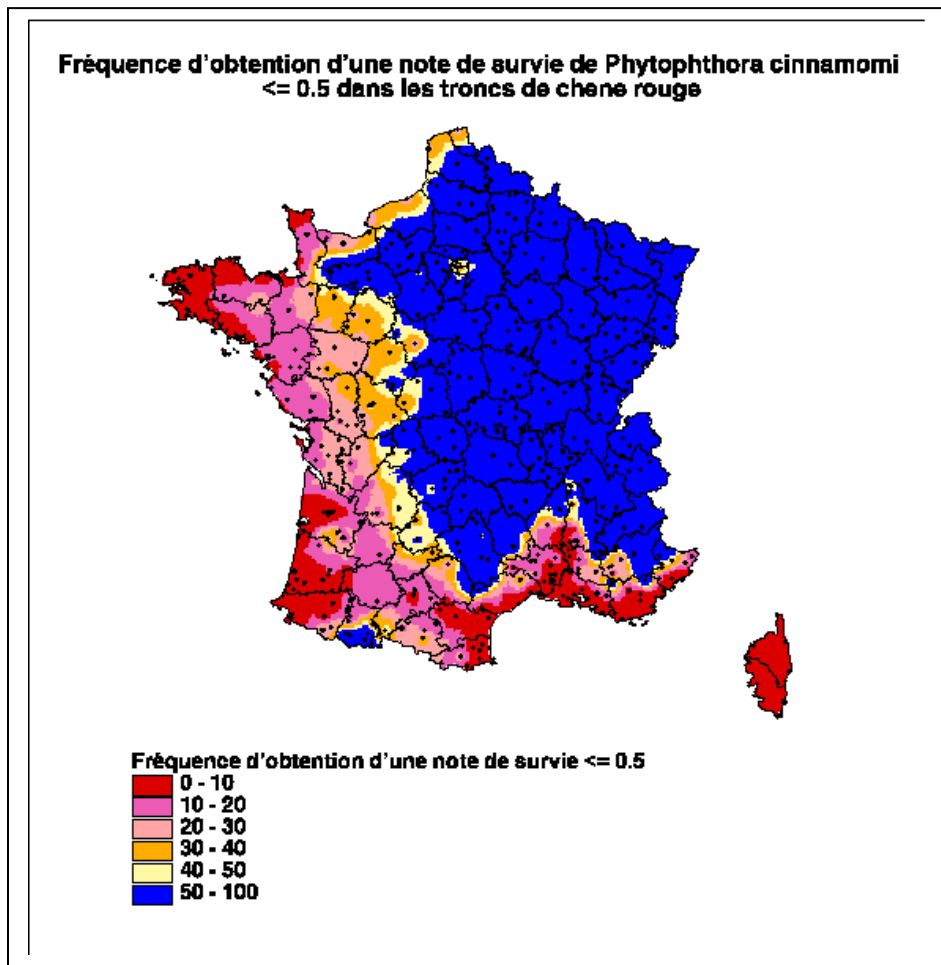 Fréquence d'obtention d'une note de survie de Phytophthora cinnamomi
<= 0.5 dans les troncs de chene rouge
Fréquence d'obtention d'une note de survie <= 0.5
0 - 10
10 - 20
20 - 30
30 - 40
40 - 50
50 - 100